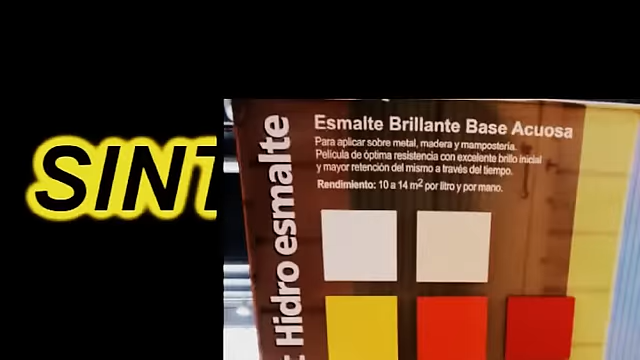 SINT
Hidro esmalte
Esmalte Brillante Base Acuosa
Para aplicar sobre metal, madera y mampostería.
Película de óptima resistencia con excelente brillo inicial
y mayor retención del mismo a través del tiempo.
Rendimiento: 10 a 14 m² por litro y por mano.